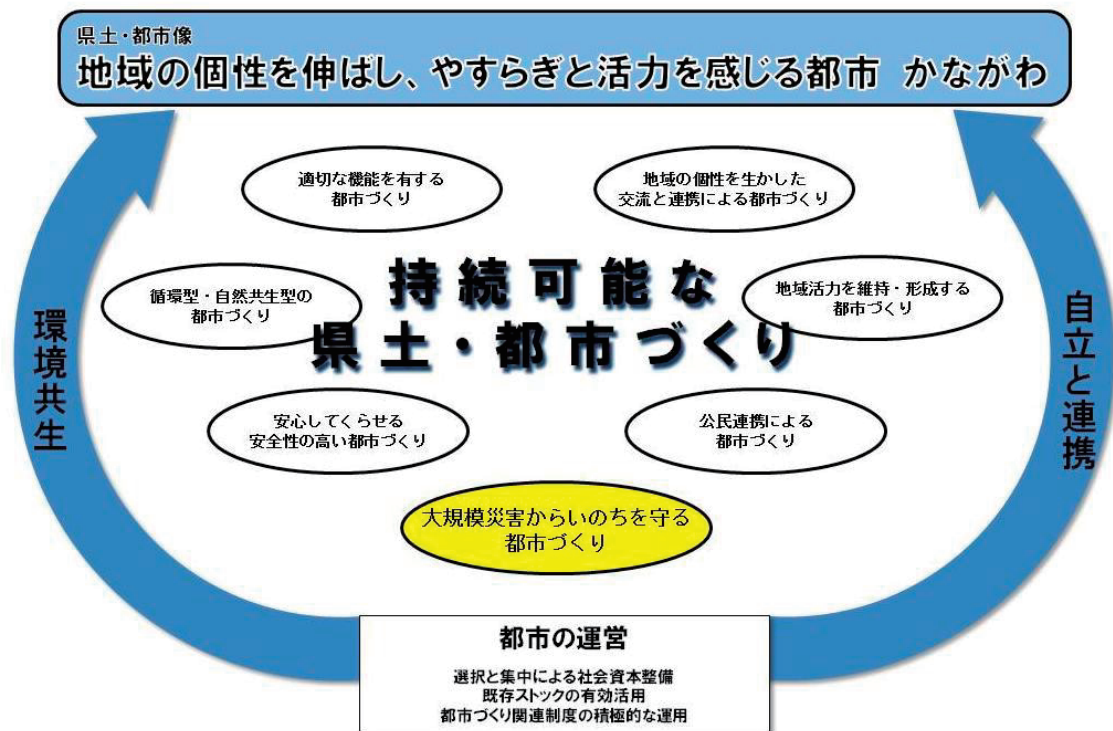 県土・都市像
地域の個性を伸ばし、やすらぎと活力を感じる都市 かながわ
適切な機能を有する
都市づくり
地域の個性を生かした
交流と連携による都市づくり
持続可能な
県土・都市づくり
循環型・自然共生型の
都市づくり
地域活力を維持・形成する
都市づくり
環境共生
自立と連携
安心してくらせる
安全性の高い都市づくり
公民連携による
都市づくり
大規模災害からいのちを守る
都市づくり
都市の運営
選択と集中による社会資本整備
既存ストックの有効活用
都市づくり関連制度の積極的な運用